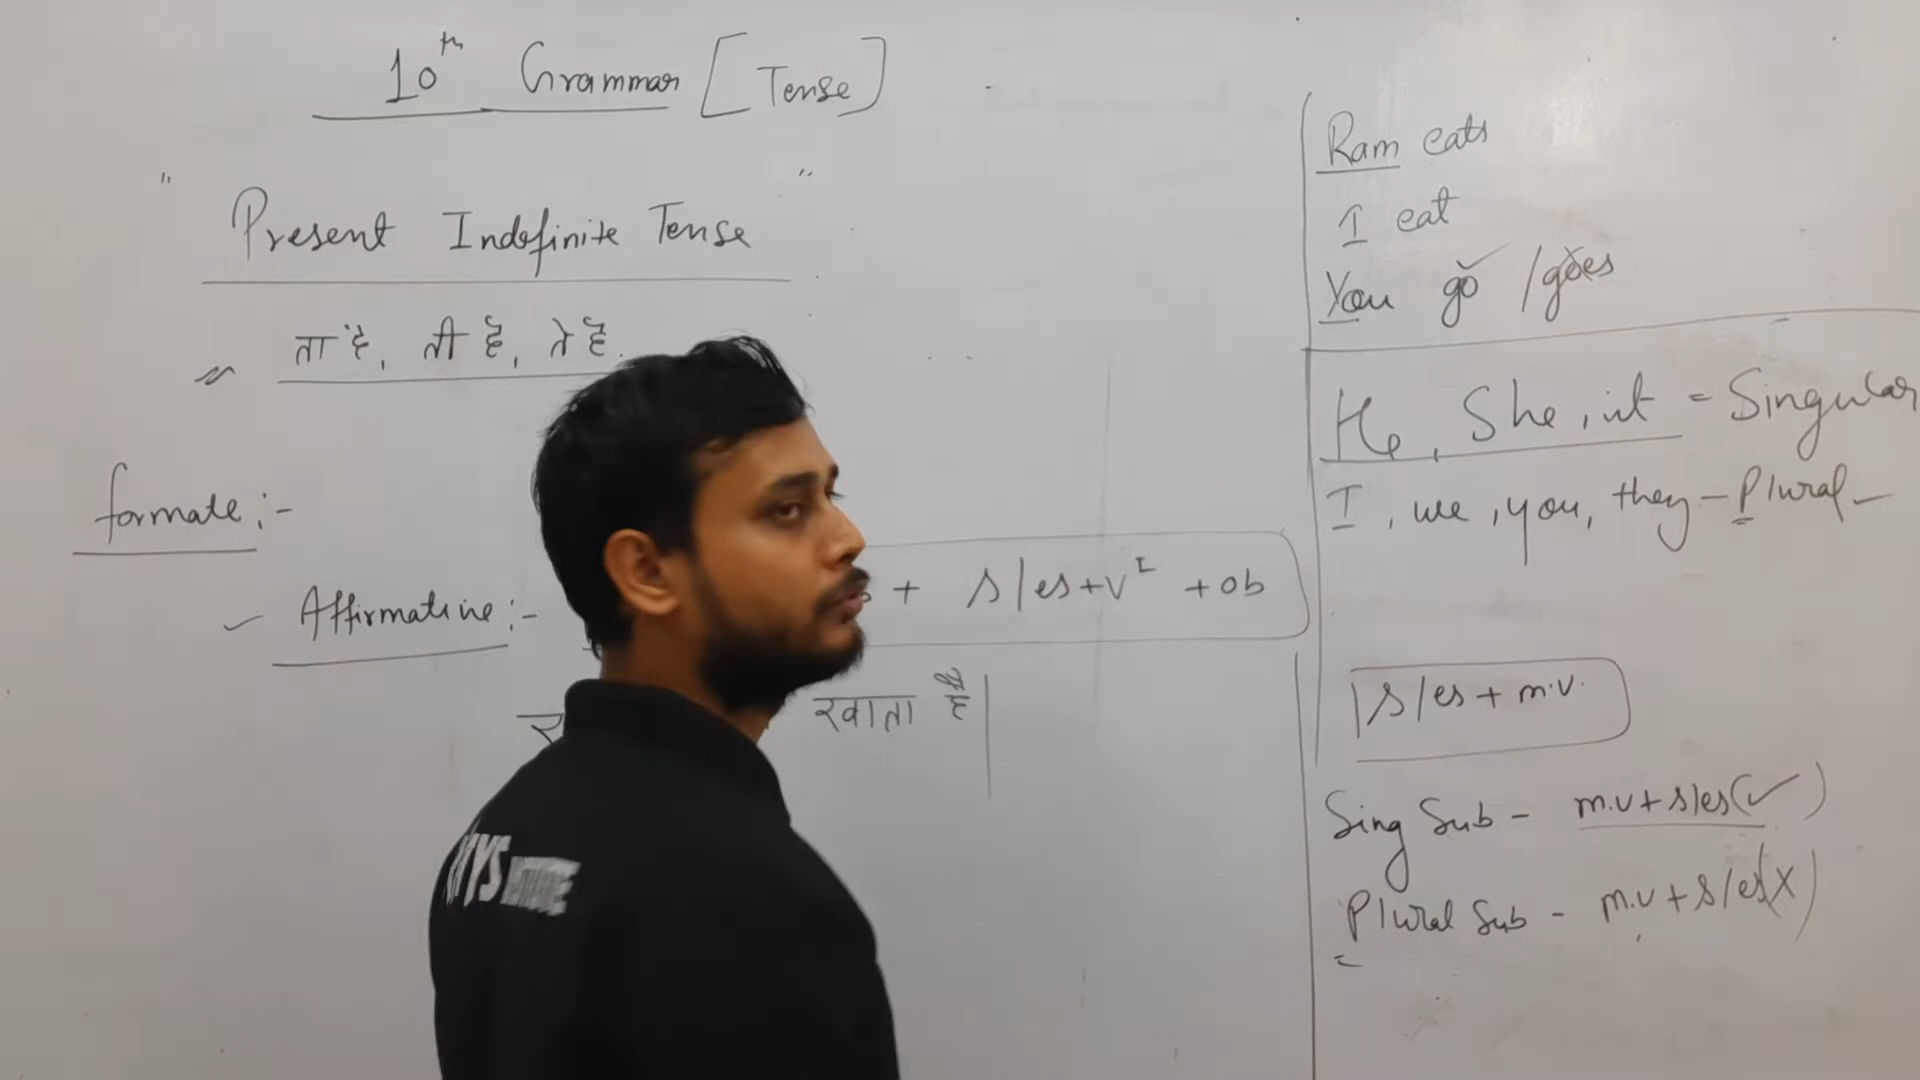 10th Grammar [Tense]
" Present Indefinite Tense "
ता है, ती है, ते है.
formate :-
Affirmative :-
+ s/es+v I +ob
खाता है|
Ram eats
I eat
You go /goes
He, She, it = Singular
I, we, you, they - Plural -
s/es + m.v.
Sing Sub - m.v+s/es(✓)
Plural Sub - m.v+s/es(X)